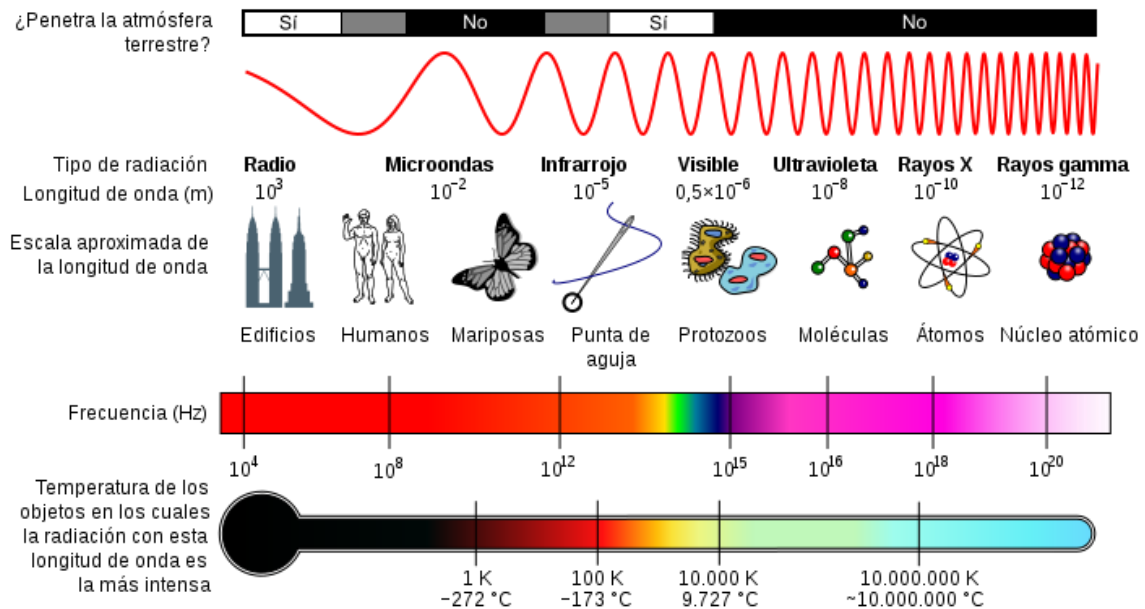 ¿Penetra la atmósfera
terrestre?
Sí No Sí No
Tipo de radiación Radio Microondas Infrarrojo Visible Ultravioleta Rayos X Rayos gamma
Longitud de onda (m) 10³ 10⁻² 10⁻⁵ 0,5×10⁻⁶ 10⁻⁸ 10⁻¹⁰ 10⁻¹²
Escala aproximada de
la longitud de onda
Edificios Humanos Mariposas Punta de aguja Protozoos Moléculas Átomos Núcleo atómico
Frecuencia (Hz)
10⁴ 10⁸ 10¹² 10¹⁵ 10¹⁶ 10¹⁸ 10²⁰
Temperatura de los
objetos en los cuales
la radiación con esta
longitud de onda es
la más intensa
1 K 100 K 10.000 K 10.000.000 K
−272 °C −173 °C 9.727 °C ~10.000.000 °C